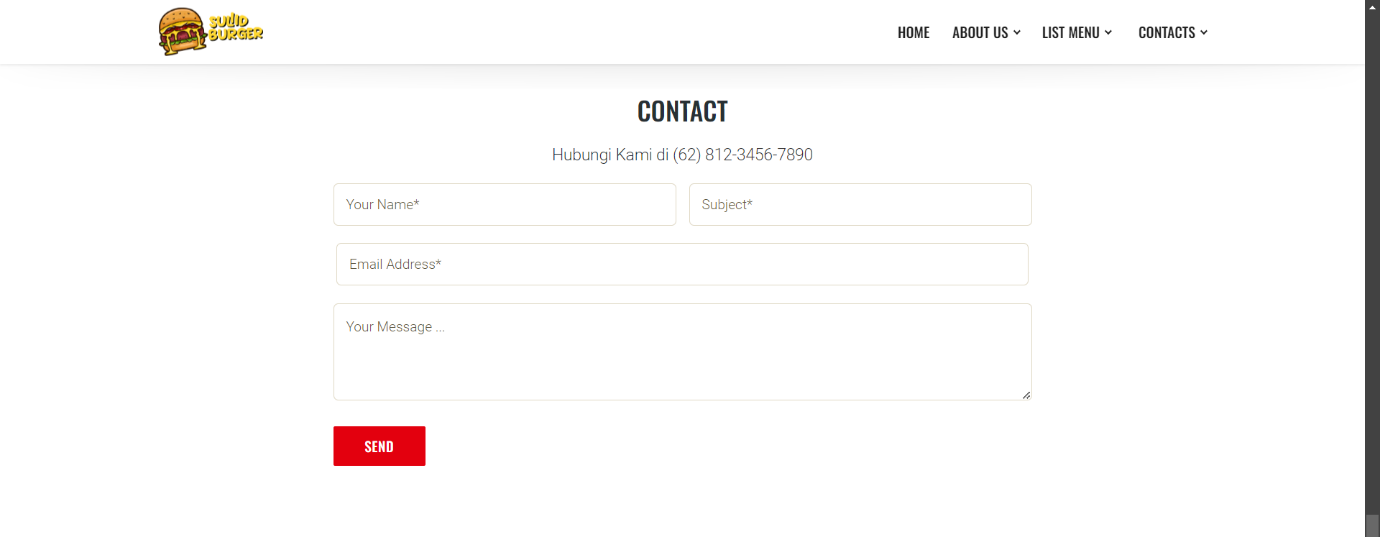 SULID
BURGER
HOME ABOUT US LIST MENU CONTACTS
CONTACT
Hubungi Kami di (62) 812-3456-7890
Your Name* Subject*
Email Address*
Your Message ...
SEND